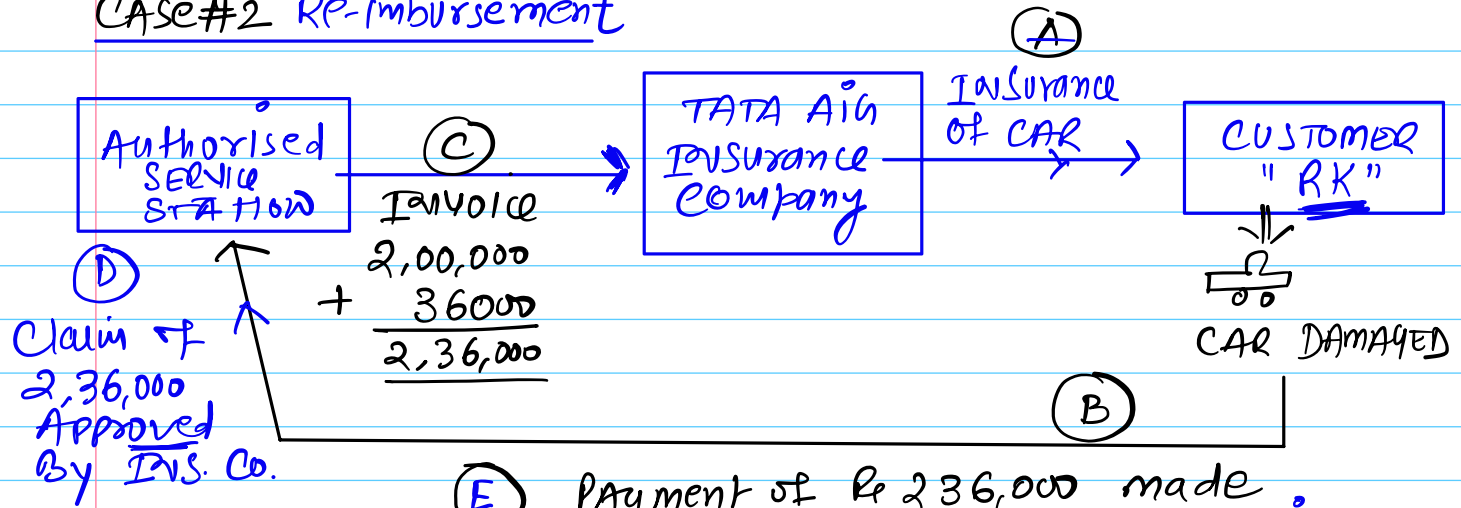 CASE#2 Re-imbursement
A
Insurance
of CAR
Authorised
SERVICE
STATION
C
Invoice
2,00,000
+ 36000
2,36,000
TATA AiG
Insurance
Company
CUSTOMER
"RK"
CAR DAMAGED
D
Claim of
2,36,000
Approved
By INS. Co.
B
E Payment of Rs 236,000 made.